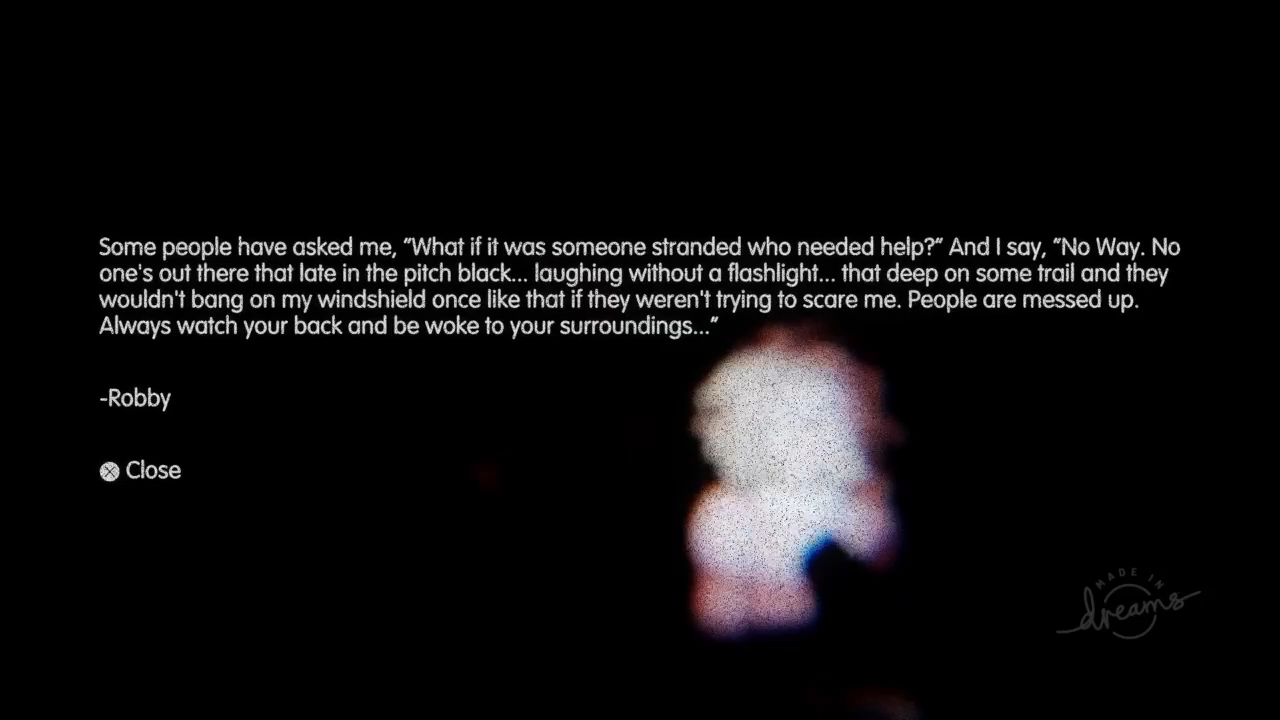 Some people have asked me, “What if it was someone stranded who needed help?” And I say, “No Way. No
one's out there that late in the pitch black... laughing without a flashlight... that deep on some trail and they
wouldn't bang on my windshield once like that if they weren't trying to scare me. People are messed up.
Always watch your back and be woke to your surroundings...”
-Robby
Close
MADE IN
dreams